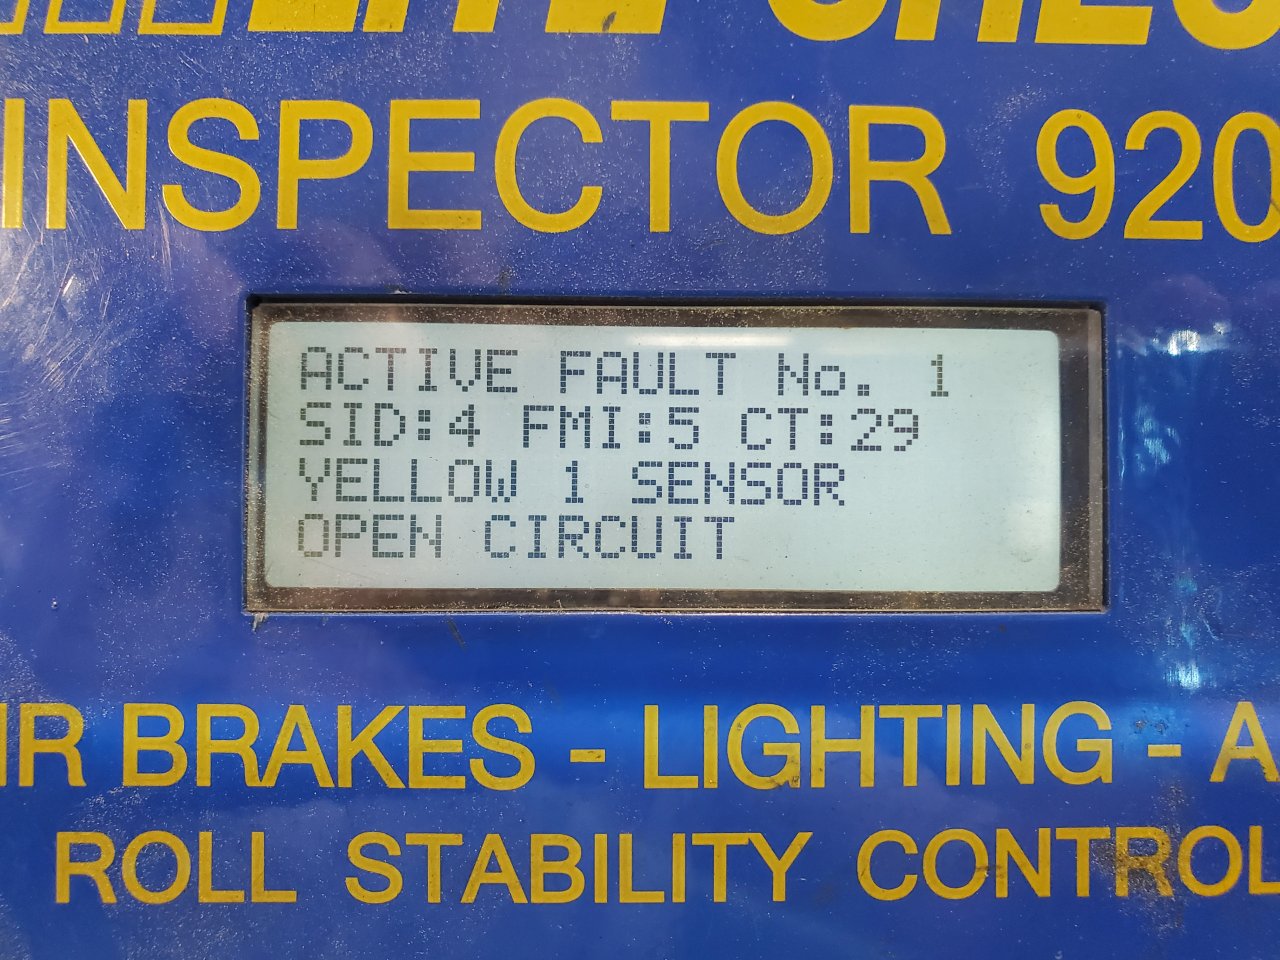 INSPECTOR 920
ACTIVE FAULT No. 1
SID:4 FMI:5 CT:29
YELLOW 1 SENSOR
OPEN CIRCUIT
BRAKES - LIGHTING -
ROLL STABILITY CONTROL